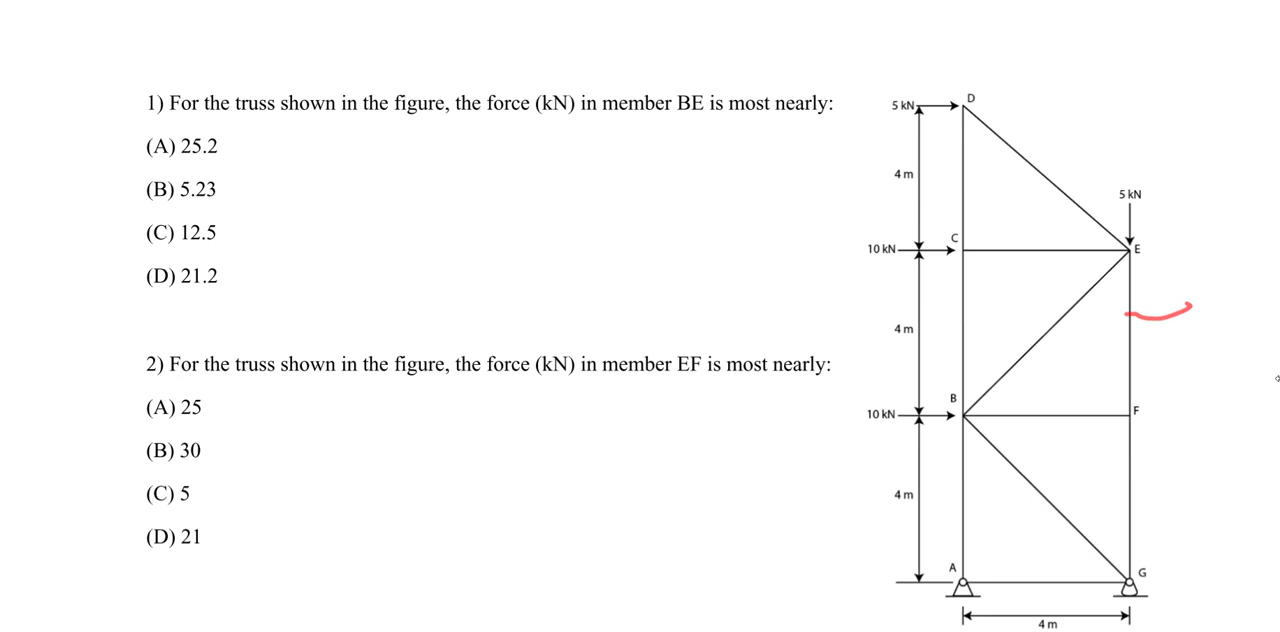 1) For the truss shown in the figure, the force (kN) in member BE is most nearly:
(A) 25.2
(B) 5.23
(C) 12.5
(D) 21.2
2) For the truss shown in the figure, the force (kN) in member EF is most nearly:
(A) 25
(B) 30
(C) 5
(D) 21
5 kN
D
4 m
5 kN
C
10 kN
E
4 m
B
10 kN
F
4 m
A
G
4 m